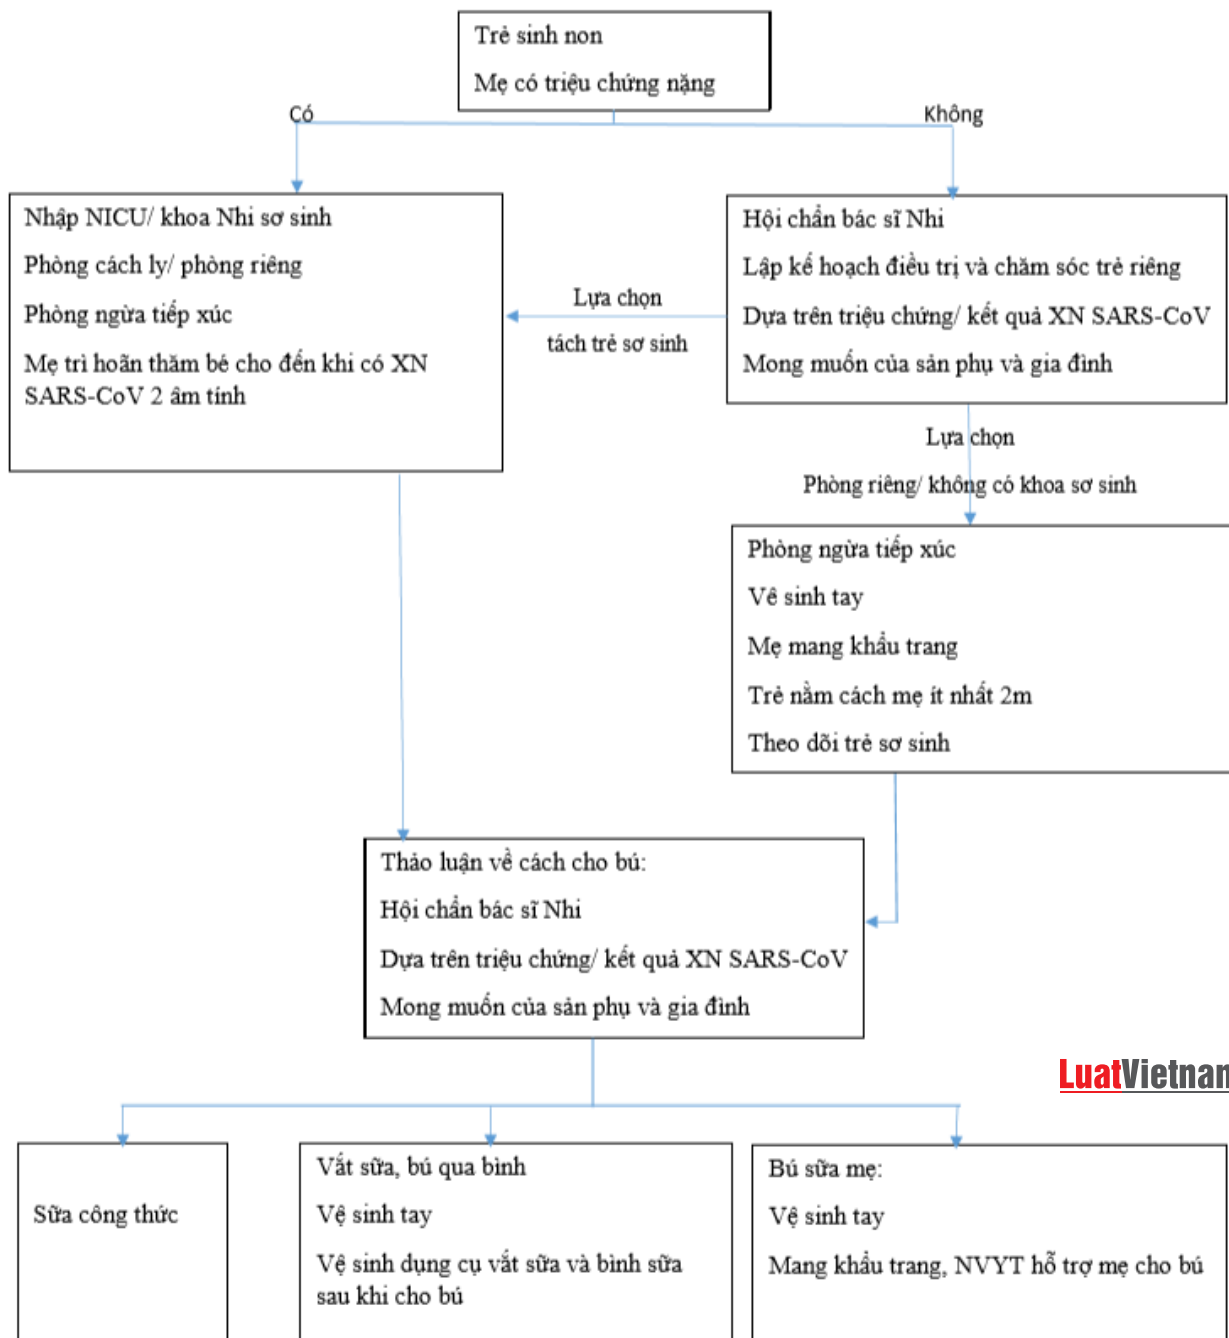 Trẻ sinh non
Mẹ có triệu chứng nặng
Có
Không
Nhập NICU/ khoa Nhi sơ sinh
Phòng cách ly/ phòng riêng
Phòng ngừa tiếp xúc
Mẹ trì hoãn thăm bé cho đến khi có XN
SARS-CoV 2 âm tính
Lựa chọn
tách trẻ sơ sinh
Hội chẩn bác sĩ Nhi
Lập kế hoạch điều trị và chăm sóc trẻ riêng
Dựa trên triệu chứng/ kết quả XN SARS-CoV
Mong muốn của sản phụ và gia đình
Lựa chọn
Phòng riêng/ không có khoa sơ sinh
Phòng ngừa tiếp xúc
Vê sinh tay
Mẹ mang khẩu trang
Trẻ nằm cách mẹ ít nhất 2m
Theo dõi trẻ sơ sinh
Thảo luận về cách cho bú:
Hội chẩn bác sĩ Nhi
Dựa trên triệu chứng/ kết quả XN SARS-CoV
Mong muốn của sản phụ và gia đình
LuatVietnam
Sữa công thức
Vắt sữa, bú qua bình
Vệ sinh tay
Vệ sinh dụng cụ vắt sữa và bình sữa
sau khi cho bú
Bú sữa mẹ:
Vệ sinh tay
Mang khẩu trang, NVYT hỗ trợ mẹ cho bú